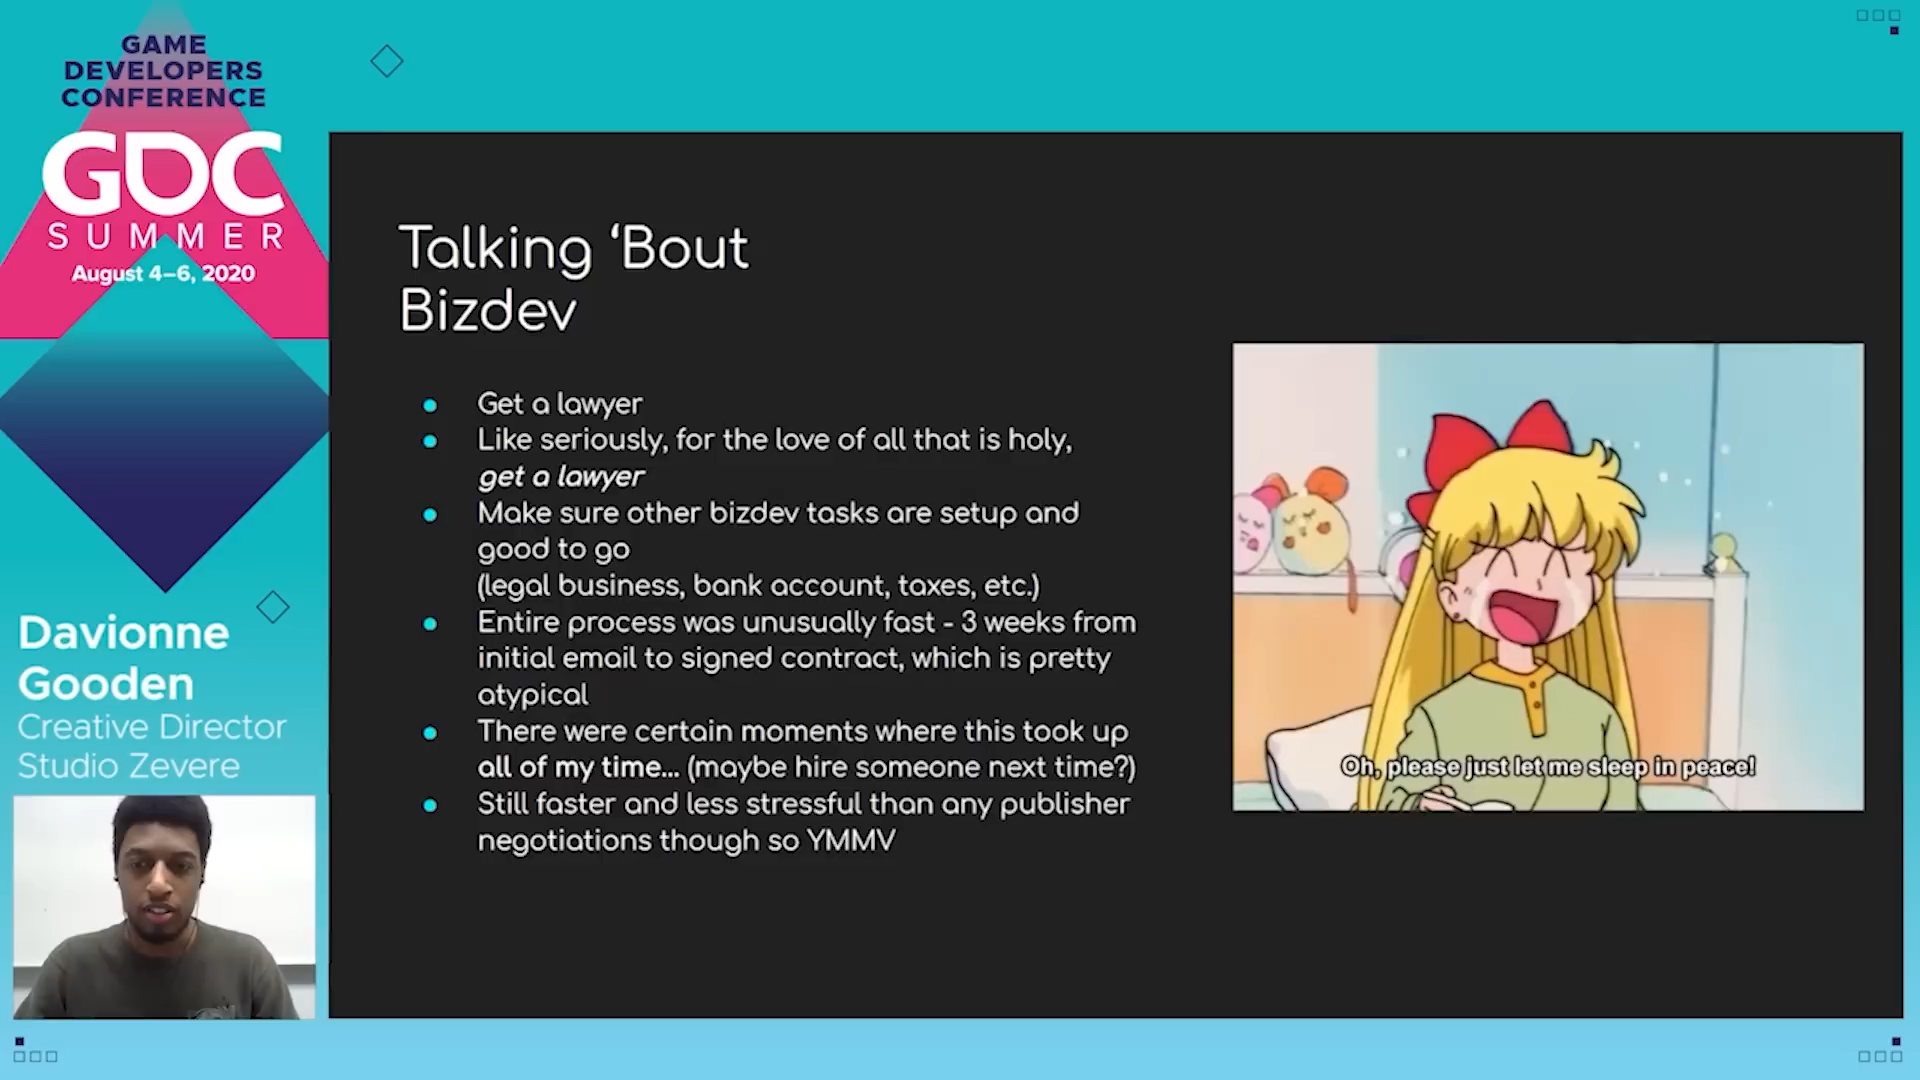 GAME
DEVELOPERS
CONFERENCE
GDC
SUMMER
August 4–6, 2020
Davionne
Gooden
Creative Director
Studio Zevere
Talking ‘Bout
Bizdev
Get a lawyer
Like seriously, for the love of all that is holy,
get a lawyer
Make sure other bizdev tasks are setup and
good to go
(legal business, bank account, taxes, etc.)
Entire process was unusually fast - 3 weeks from
initial email to signed contract, which is pretty
atypical
There were certain moments where this took up
all of my time... (maybe hire someone next time?)
Still faster and less stressful than any publisher
negotiations though so YMMV
Oh, please just let me sleep in peace!